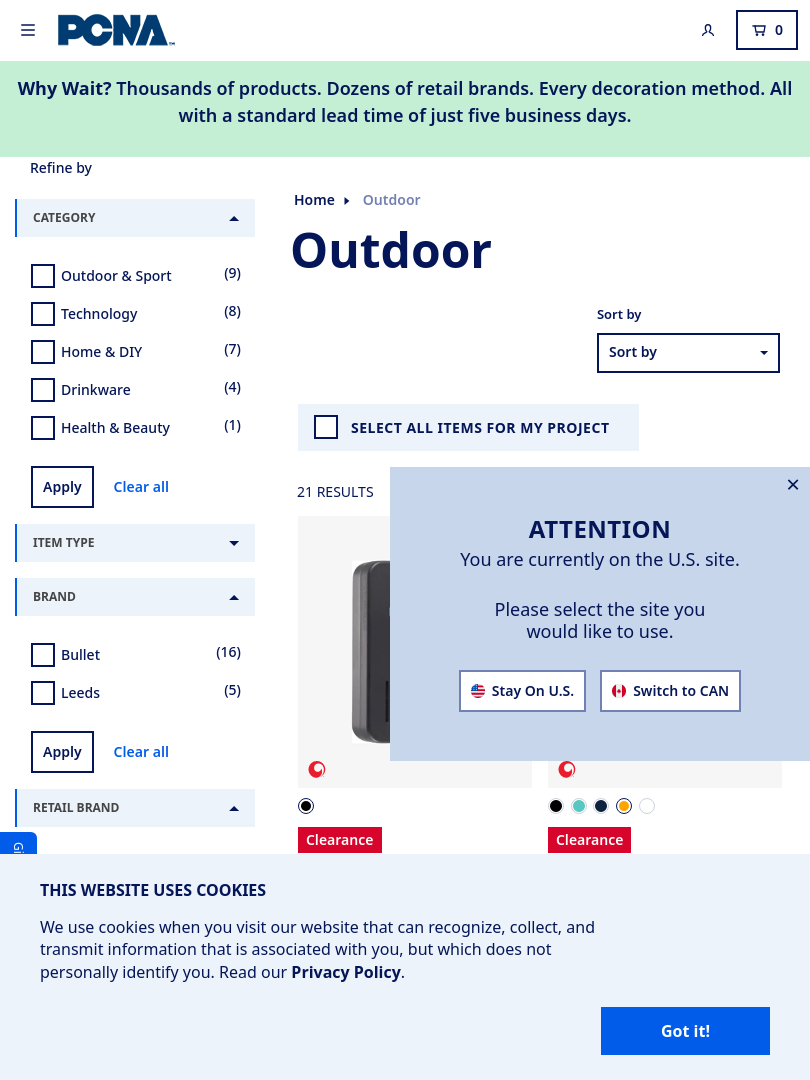 PCNA
0
Why Wait? Thousands of products. Dozens of retail brands. Every decoration method. All
with a standard lead time of just five business days.
Refine by
CATEGORY
Outdoor & Sport (9)
Technology (8)
Home & DIY (7)
Drinkware (4)
Health & Beauty (1)
Apply Clear all
ITEM TYPE
BRAND
Bullet (16)
Leeds (5)
Apply Clear all
RETAIL BRAND
Home Outdoor
Outdoor
Sort by
Sort by
SELECT ALL ITEMS FOR MY PROJECT
21 RESULTS
ATTENTION
You are currently on the U.S. site.
Please select the site you
would like to use.
Stay On U.S. Switch to CAN
Clearance Clearance
THIS WEBSITE USES COOKIES
We use cookies when you visit our website that can recognize, collect, and
transmit information that is associated with you, but which does not
personally identify you. Read our Privacy Policy.
Got it!